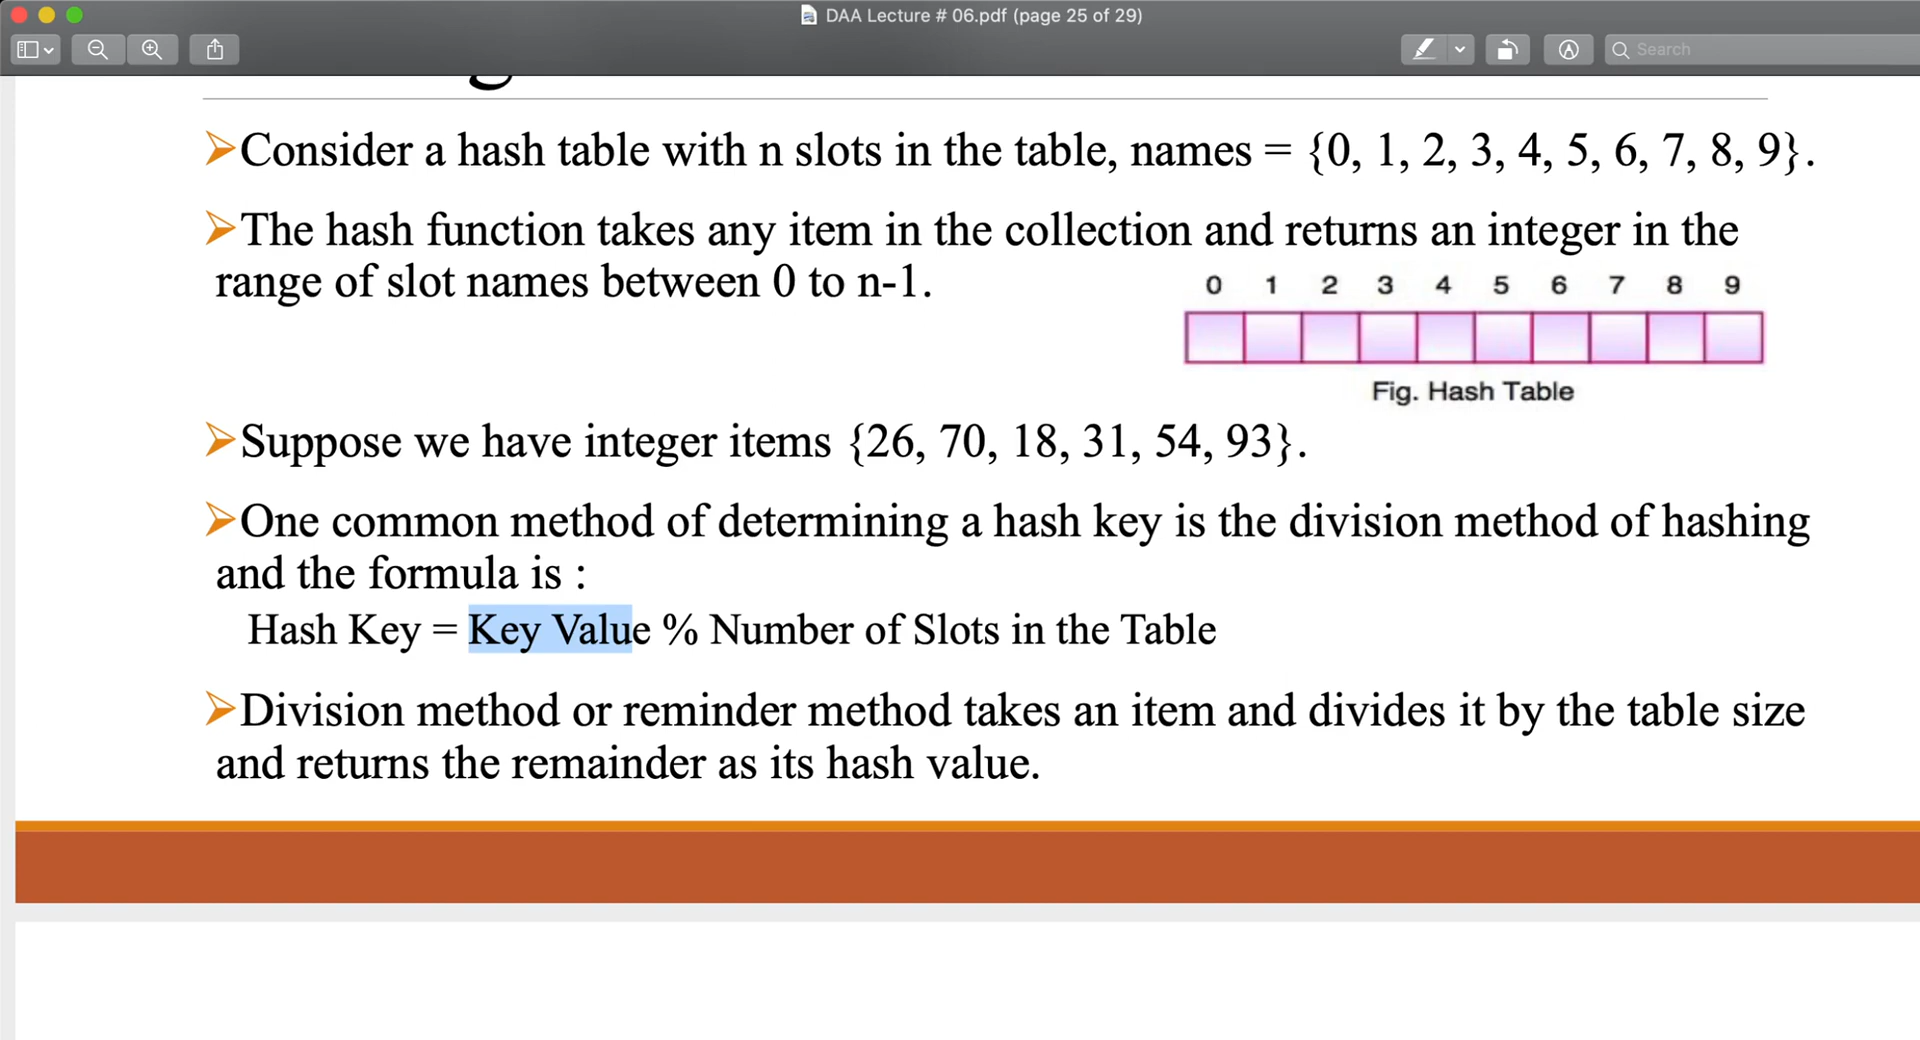 DAA Lecture # 06.pdf (page 25 of 29)
Search
➢Consider a hash table with n slots in the table, names = {0, 1, 2, 3, 4, 5, 6, 7, 8, 9}.
➢The hash function takes any item in the collection and returns an integer in the
range of slot names between 0 to n-1.
0 1 2 3 4 5 6 7 8 9
Fig. Hash Table
➢Suppose we have integer items {26, 70, 18, 31, 54, 93}.
➢One common method of determining a hash key is the division method of hashing
and the formula is :
Hash Key = Key Value % Number of Slots in the Table
➢Division method or reminder method takes an item and divides it by the table size
and returns the remainder as its hash value.